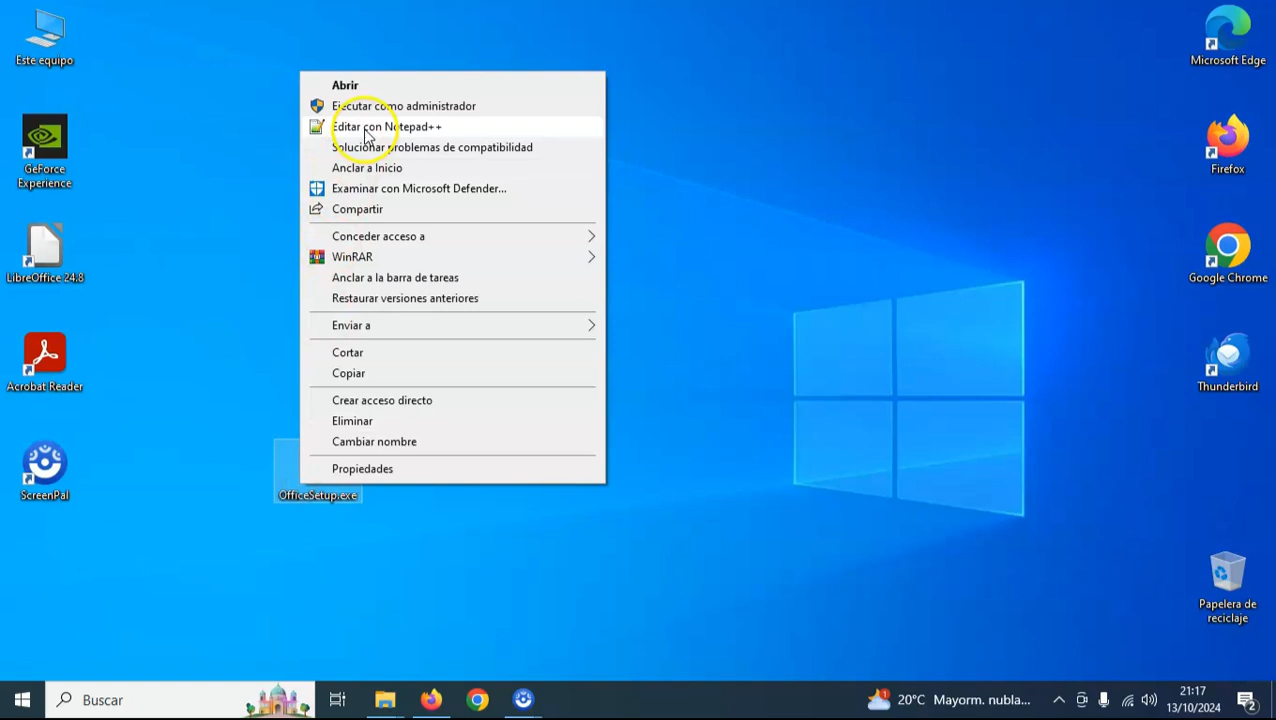 Este equipo
GeForce
Experience
LibreOffice 24.8
Acrobat Reader
ScreenPal
OfficeSetup.exe
Abrir
Ejecutar como administrador
Editar con Notepad++
Solucionar problemas de compatibilidad
Anclar a Inicio
Examinar con Microsoft Defender...
Compartir
Conceder acceso a
WinRAR
Anclar a la barra de tareas
Restaurar versiones anteriores
Enviar a
Cortar
Copiar
Crear acceso directo
Eliminar
Cambiar nombre
Propiedades
Microsoft Edge
Firefox
Google Chrome
Thunderbird
Papelera de
reciclaje
Buscar
1
20°C Mayorm. nubla...
21:17
13/10/2024
2